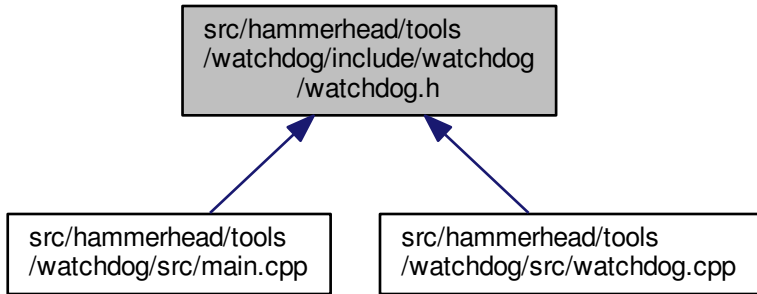 src/hammerhead/tools
/watchdog/include/watchdog
/watchdog.h
src/hammerhead/tools
/watchdog/src/main.cpp
src/hammerhead/tools
/watchdog/src/watchdog.cpp